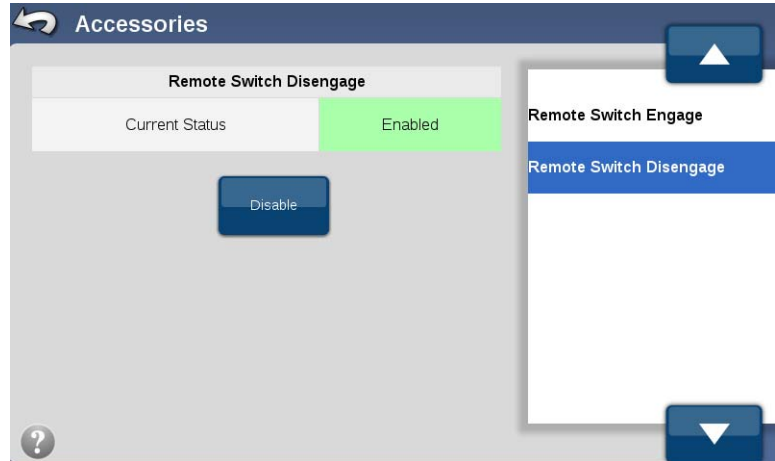 Accessories
Remote Switch Disengage
Current Status Enabled
Disable
Remote Switch Engage
Remote Switch Disengage
?